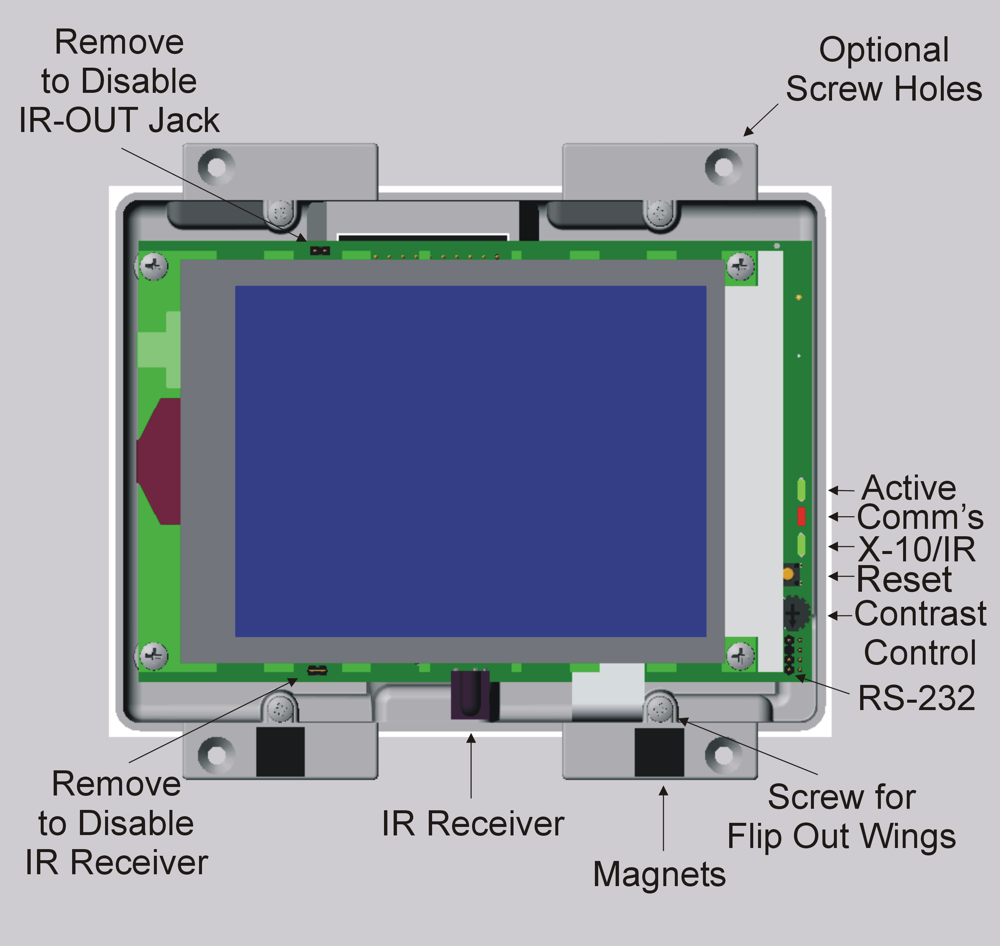 Remove
to Disable
IR-OUT Jack
Optional
Screw Holes
Active
Comm’s
X-10/IR
Reset
Contrast
Control
RS-232
Remove
to Disable
IR Receiver
IR Receiver
Magnets
Screw for
Flip Out Wings